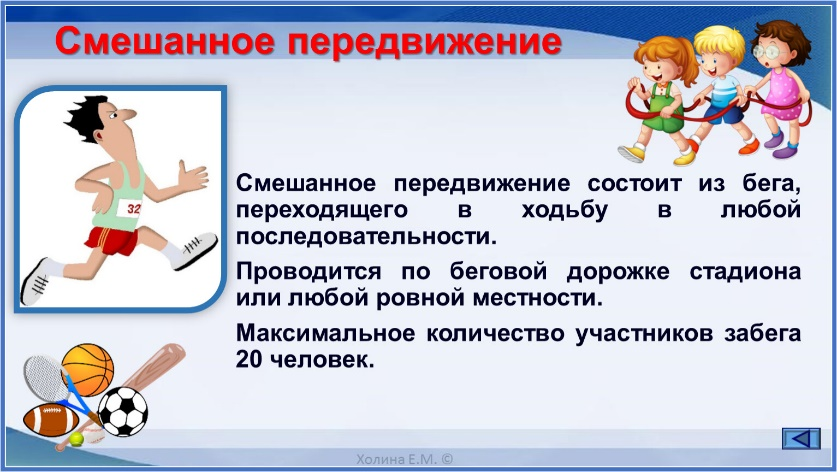 Смешанное передвижение
32
Смешанное передвижение состоит из бега,
переходящего в ходьбу в любой
последовательности.
Проводится по беговой дорожке стадиона
или любой ровной местности.
Максимальное количество участников забега
20 человек.
Холина Е.М. ©